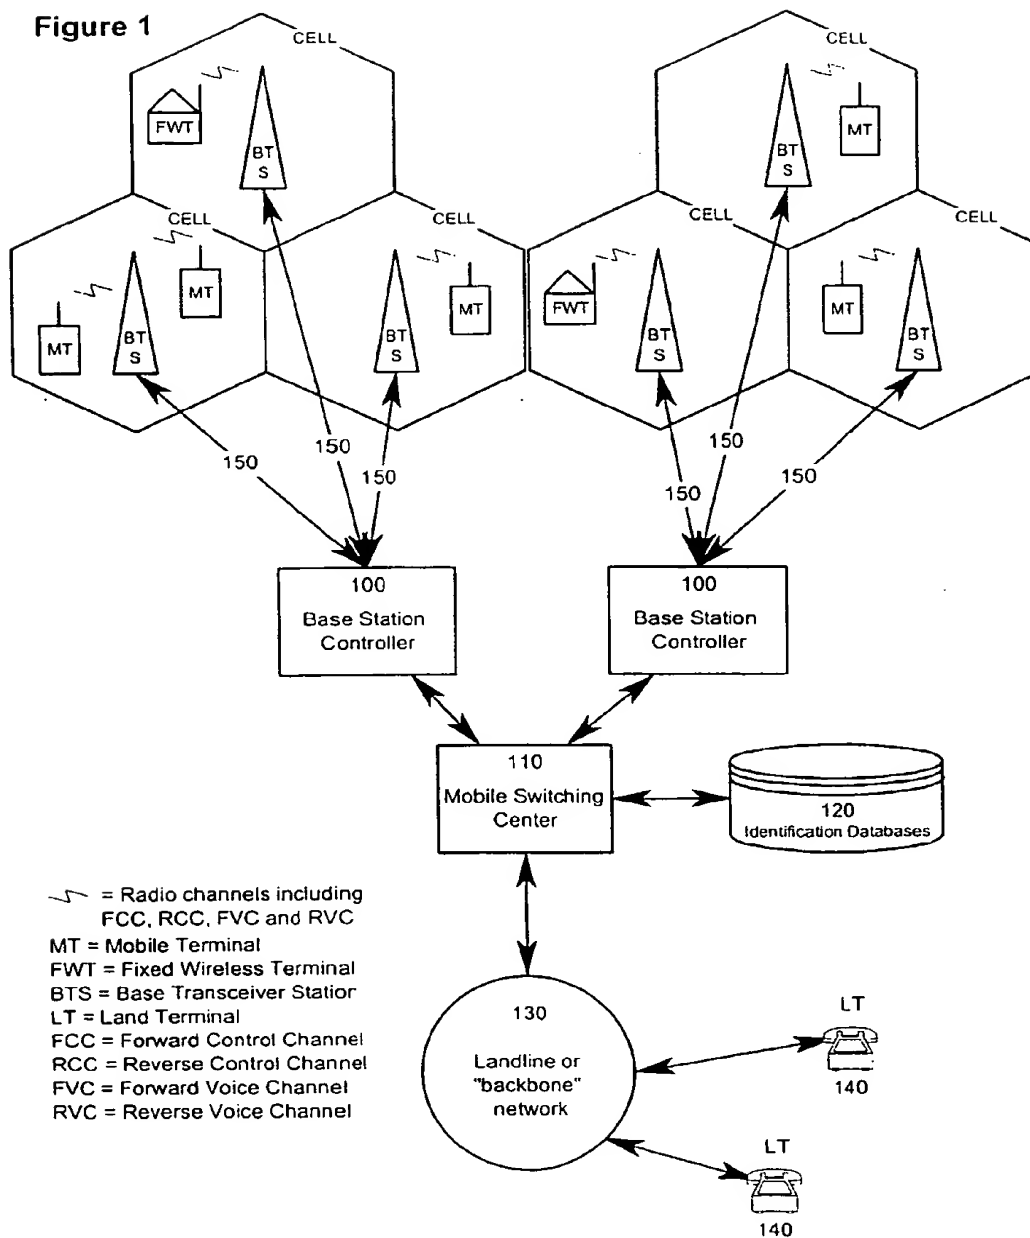 Figure 1
CELL
CELL
FWT
BT
S
MT
BT
S
CELL
CELL
CELL
CELL
MT
MT
BT
S
MT
BT
S
FWT
BT
S
MT
BT
S
150
150
150
150
150
150
100
Base Station
Controller
100
Base Station
Controller
110
Mobile Switching
Center
120
Identification Databases
= Radio channels including
FCC, RCC, FVC and RVC
MT = Mobile Terminal
FWT = Fixed Wireless Terminal
BTS = Base Transceiver Station
LT = Land Terminal
FCC = Forward Control Channel
RCC = Reverse Control Channel
FVC = Forward Voice Channel
RVC = Reverse Voice Channel
130
Landline or
"backbone"
network
LT
140
LT
140